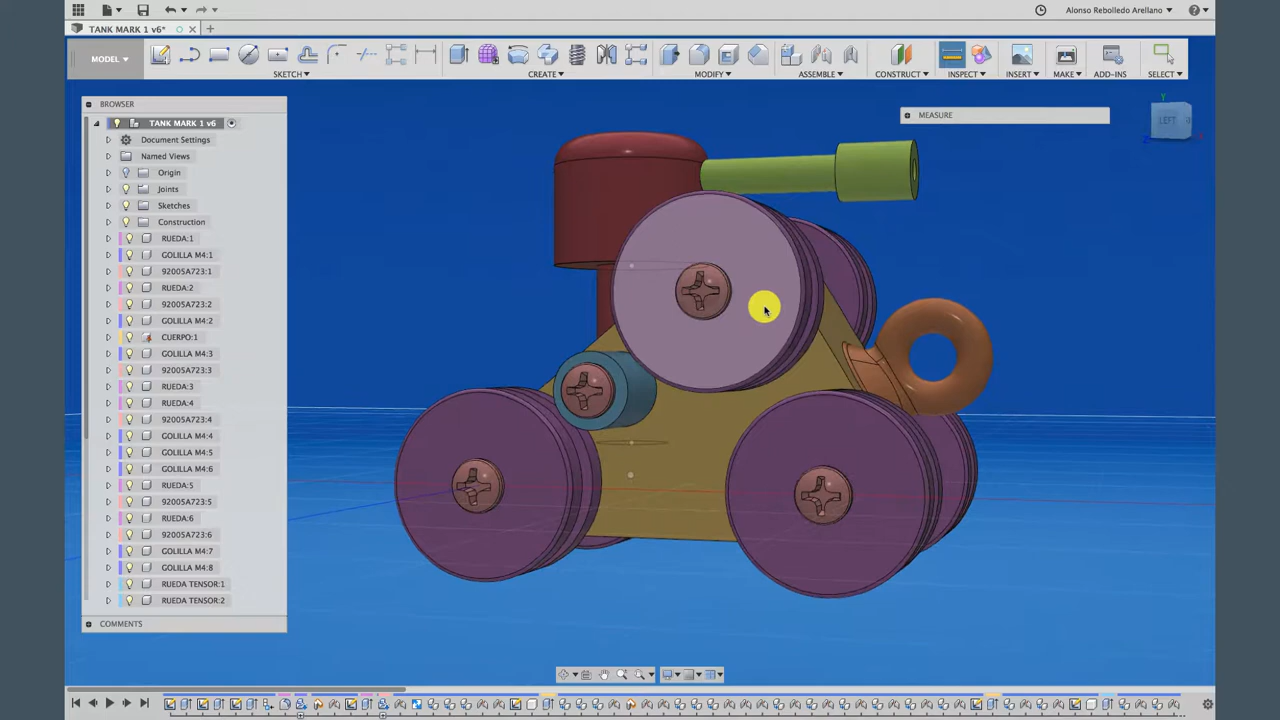 Alonso Rebolledo Arellano
TANK MARK 1 v6*
MODEL
SKETCH
CREATE
MODIFY
ASSEMBLE
CONSTRUCT
INSPECT
INSERT
MAKE
ADD-INS
SELECT
BROWSER
MEASURE
LEFT
TANK MARK 1 v6
Document Settings
Named Views
Origin
Joints
Sketches
Construction
RUEDA:1
GOLILLA M4:1
92005A723:1
RUEDA:2
92005A723:2
GOLILLA M4:2
CUERPO:1
GOLILLA M4:3
92005A723:3
RUEDA:3
RUEDA:4
92005A723:4
GOLILLA M4:4
GOLILLA M4:5
GOLILLA M4:6
RUEDA:5
92005A723:5
RUEDA:6
92005A723:6
GOLILLA M4:7
GOLILLA M4:8
RUEDA TENSOR:1
RUEDA TENSOR:2
COMMENTS